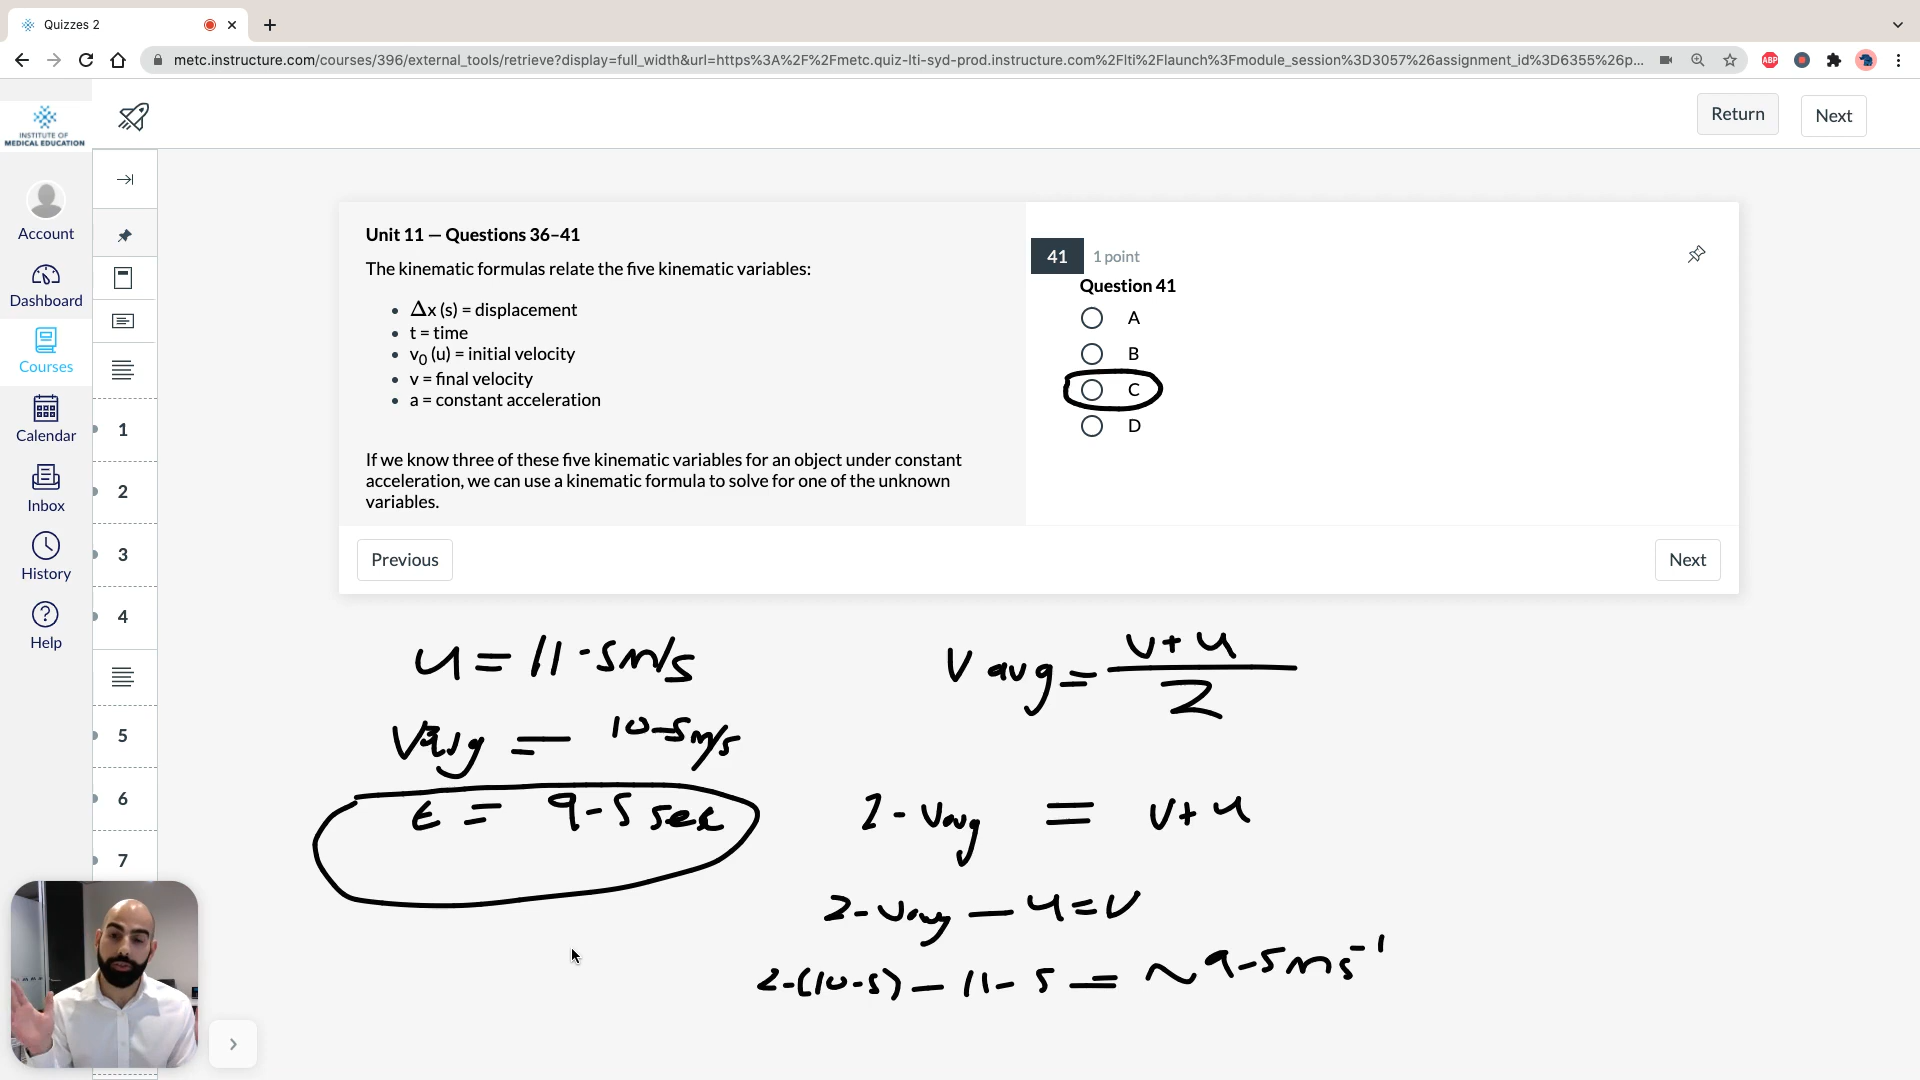 Quizzes 2
metc.instructure.com/courses/396/external_tools/retrieve?display=full_width&url=https%3A%2F%2Fmetc.quiz-lti-syd-prod.instructure.com%2Flti%2Flaunch%3Fmodule_session%3D3057%26assignment_id%3D6355%26p...
ABP
INSTITUTE OF
MEDICAL EDUCATION
Return
Next
Account
Dashboard
Courses
Calendar
Inbox
History
Help
1
2
3
4
5
6
7
Unit 11 — Questions 36–41
The kinematic formulas relate the five kinematic variables:
• Δx (s) = displacement
• t = time
• v0 (u) = initial velocity
• v = final velocity
• a = constant acceleration
If we know three of these five kinematic variables for an object under constant
acceleration, we can use a kinematic formula to solve for one of the unknown
variables.
41 1 point
Question 41
A
B
C
D
Previous
Next
u = 11-5m/s
Vavg = 10-5m/s
t = 9-5 sec
V avg = v+u
2
2-Vavg = v+u
2-Vavg — u=v
2-(10-5) — 11-5 = ~9-5ms-1